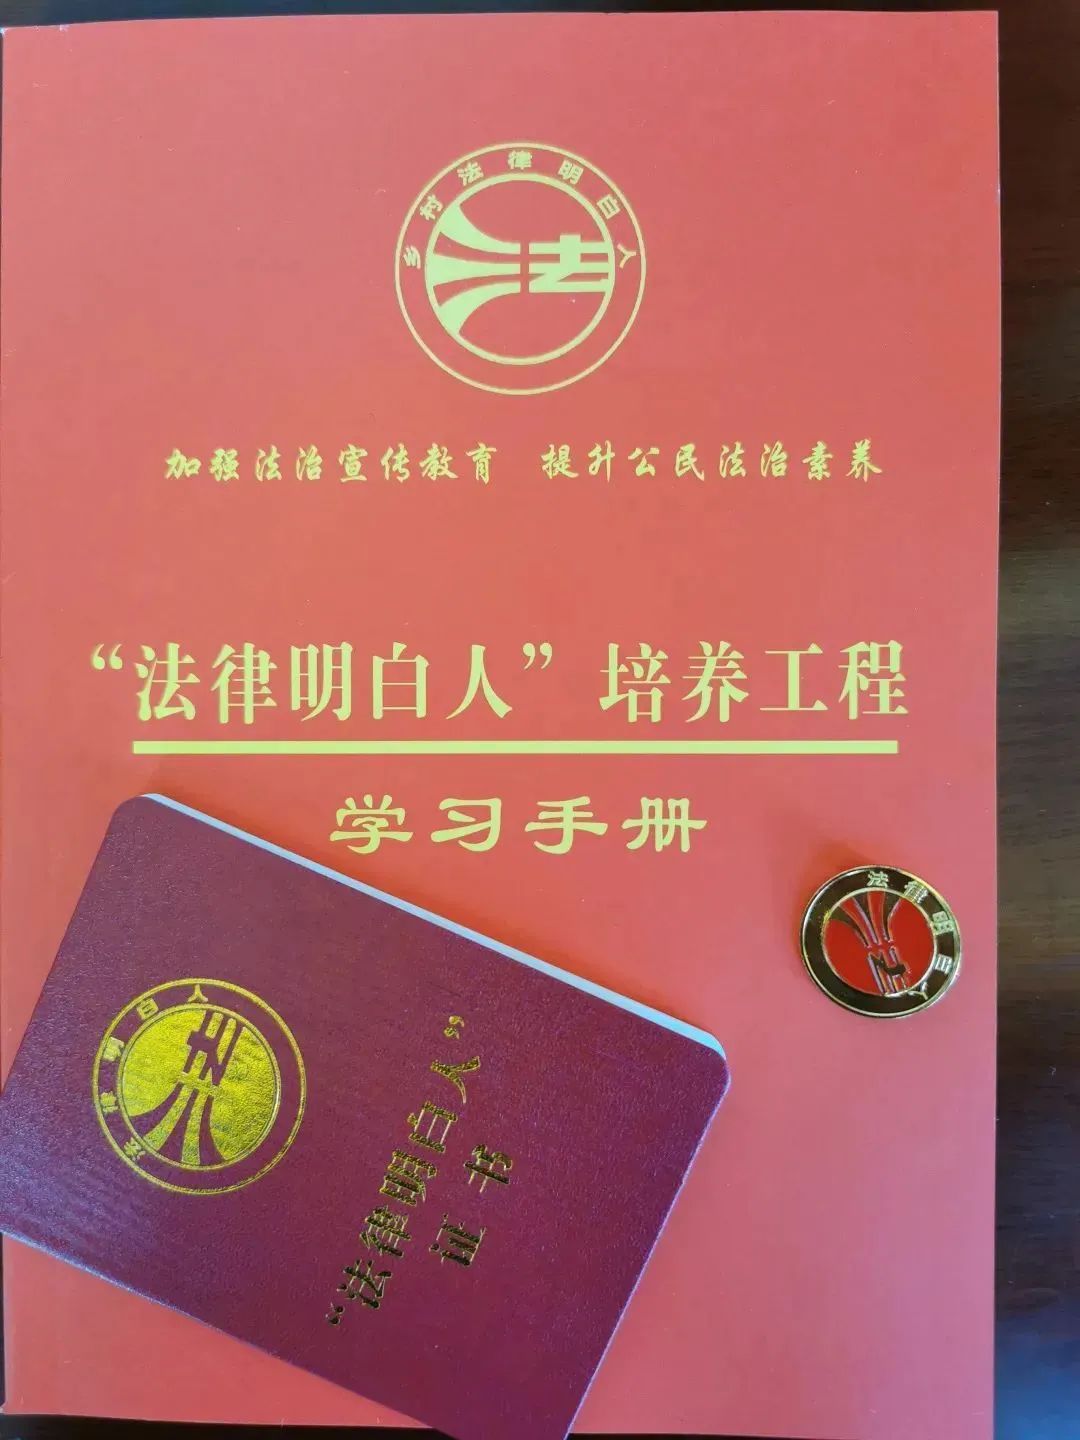 乡村法律明白人
加强法治宣传教育 提升公民法治素养
“法律明白人”培养工程
学习手册
法律明白人
法律明白人
“法律明白人”
证书